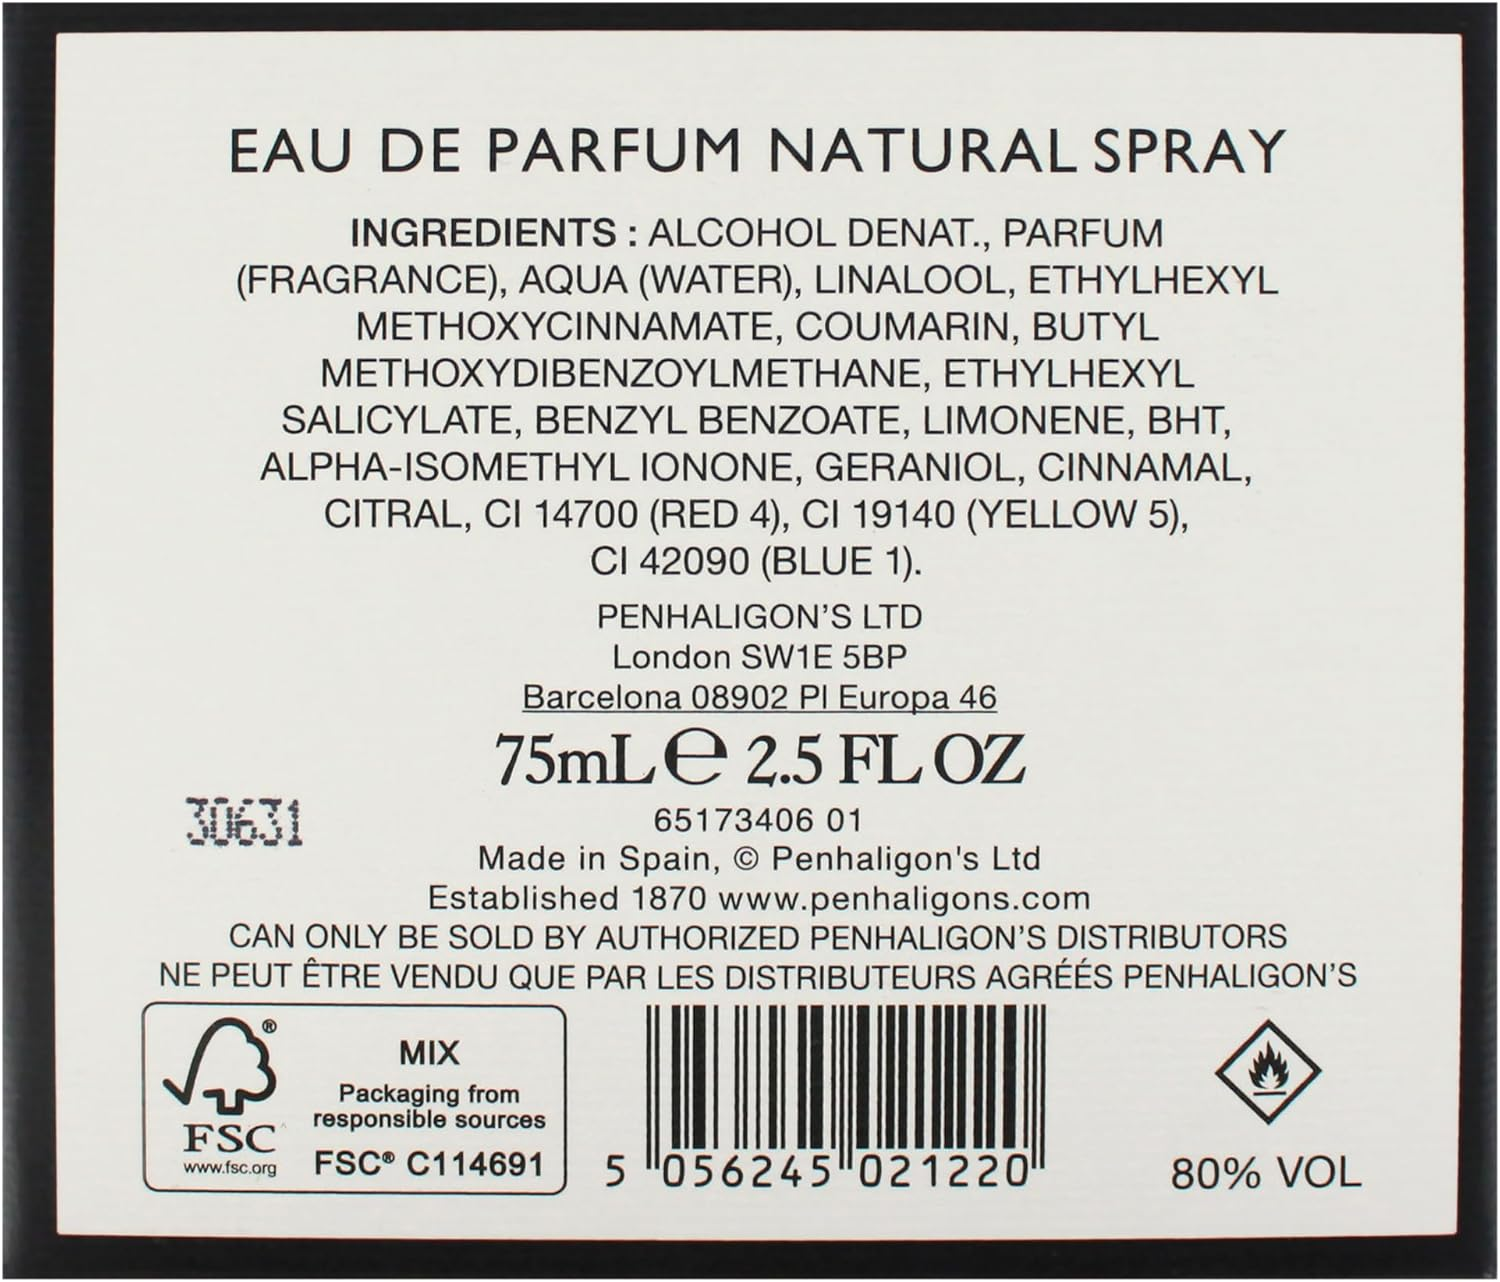 EAU DE PARFUM NATURAL SPRAY
INGREDIENTS : ALCOHOL DENAT., PARFUM
(FRAGRANCE), AQUA (WATER), LINALOOL, ETHYLHEXYL
METHOXYCINNAMATE, COUMARIN, BUTYL
METHOXYDIBENZOYLMETHANE, ETHYLHEXYL
SALICYLATE, BENZYL BENZOATE, LIMONENE, BHT,
ALPHA-ISOMETHYL IONONE, GERANIOL, CINNAMAL,
CITRAL, CI 14700 (RED 4), CI 19140 (YELLOW 5),
CI 42090 (BLUE 1).
PENHALIGON'S LTD
London SW1E 5BP
Barcelona 08902 Pl Europa 46
75mL e 2.5 FL OZ
30631
65173406 01
Made in Spain, © Penhaligon's Ltd
Established 1870 www.penhaligons.com
CAN ONLY BE SOLD BY AUTHORIZED PENHALIGON'S DISTRIBUTORS
NE PEUT ÊTRE VENDU QUE PAR LES DISTRIBUTEURS AGRÉÉS PENHALIGON'S
®
FSC
www.fsc.org
MIX
Packaging from
responsible sources
FSC® C114691
5 056245 021220
80% VOL